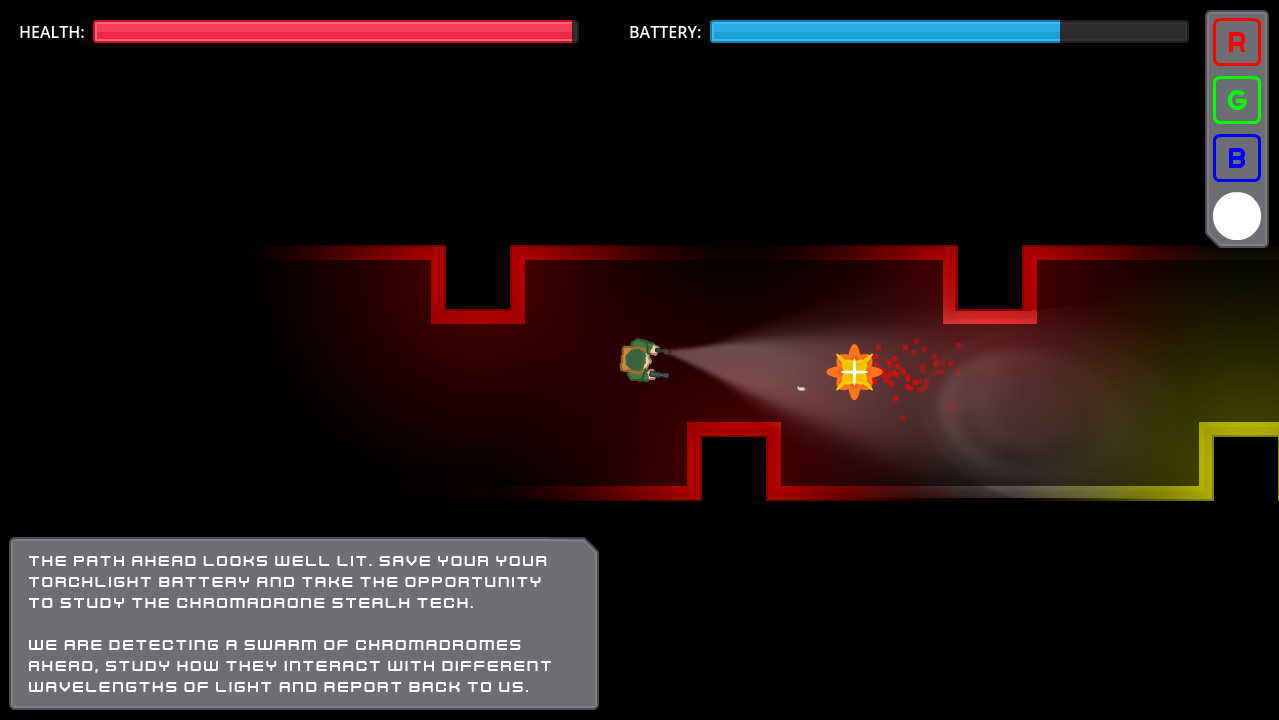 HEALTH:
BATTERY:
R
G
B
THE PATH AHEAD LOOKS WELL LIT. SAVE YOUR YOUR
TORCHLIGHT BATTERY AND TAKE THE OPPORTUNITY
TO STUDY THE CHROMADRONE STEALH TECH.
WE ARE DETECTING A SWARM OF CHROMADROMES
AHEAD, STUDY HOW THEY INTERACT WITH DIFFERENT
WAVELENGTHS OF LIGHT AND REPORT BACK TO US.